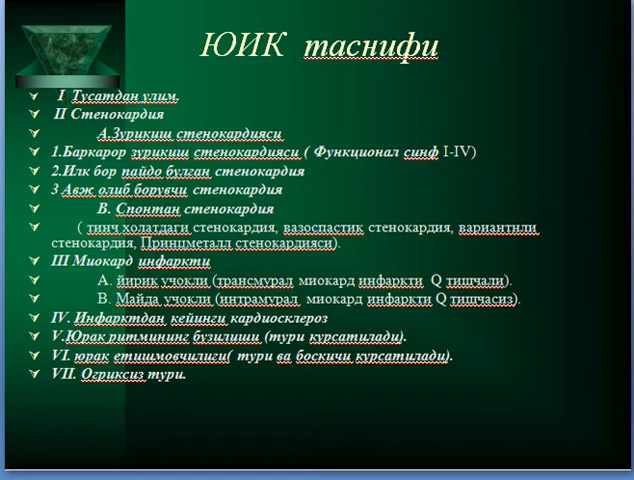 ЮИК таснифи
I Тусатдан улим.
II Стенокардия
А.Зурикиш стенокардияси
1.Баркарор зурикиш стенокардияси ( Функционал синф I-IV)
2.Илк бор пайдо булган стенокардия
3 Авж олиб борувчи стенокардия
В. Спонтан стенокардия
( тинч холатдаги стенокардия, вазоспастик стенокардия, вариантнли
стенокардия, Принцметалл стенокардияси).
III Миокард инфаркти
А. йирик учокли (трансмурал миокард инфаркти Q тишчали).
В. Майда учокли (интрамурал миокард инфаркти Q тишчасиз).
IV. Инфарктдан кейинги кардиосклероз
V.Юрак ритмининг бузилиши (тури курсатилади).
VI. юрак етишмовчилиги( тури ва боскичи курсатилади).
VII. Огриксиз тури.